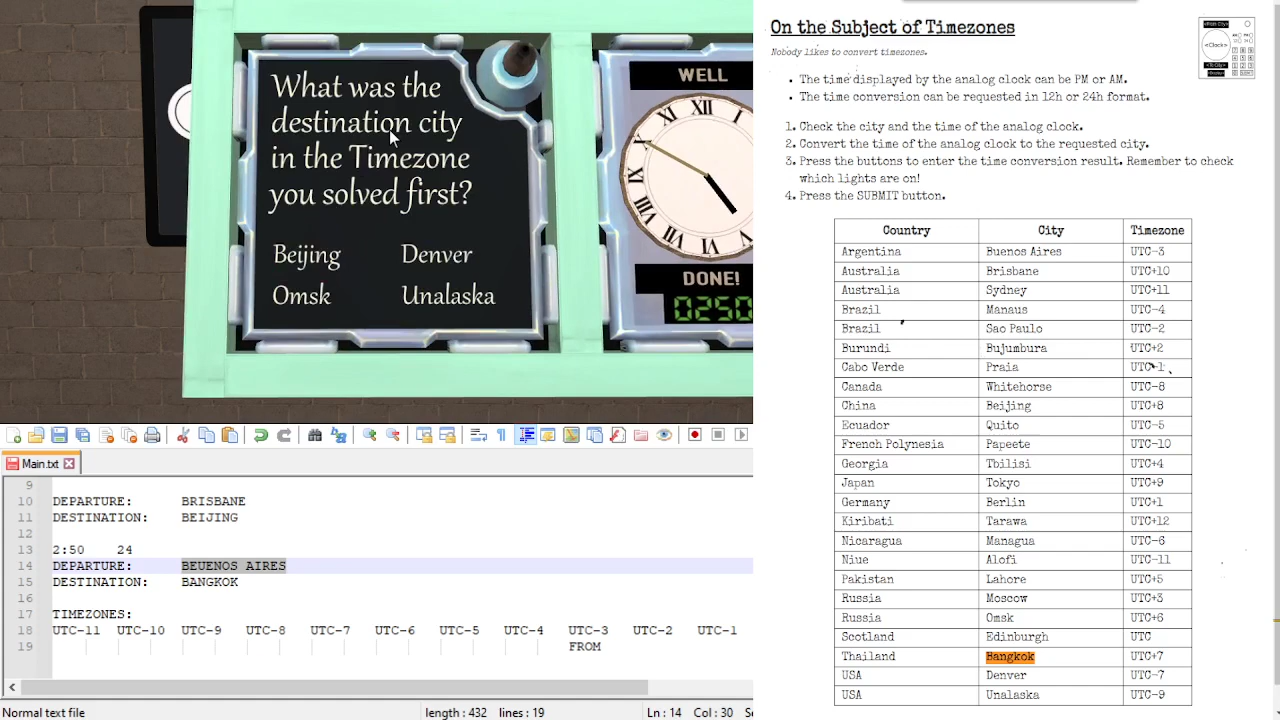 What was the
destination city
in the Timezone
you solved first?
Beijing Denver
Omsk Unalaska
WELL
XII
I
X
IX
VIII
VII
VI
V
DONE!
0250
Main.txt
9
10 DEPARTURE: BRISBANE
11 DESTINATION: BEIJING
12
13 2:50 24
14 DEPARTURE: BEUENOS AIRES
15 DESTINATION: BANGKOK
16
17 TIMEZONES:
18 UTC-11 UTC-10 UTC-9 UTC-8 UTC-7 UTC-6 UTC-5 UTC-4 UTC-3 UTC-2 UTC-1
19 FROM
Normal text file length : 432 lines : 19 Ln : 14 Col : 30 Se
On the Subject of Timezones
Nobody likes to convert timezones.
• The time displayed by the analog clock can be PM or AM.
• The time conversion can be requested in 12h or 24h format.
1. Check the city and the time of the analog clock.
2. Convert the time of the analog clock to the requested city.
3. Press the buttons to enter the time conversion result. Remember to check
which lights are on!
4. Press the SUBMIT button.
<Clock>
Country City Timezone
Argentina Buenos Aires UTC-3
Australia Brisbane UTC+10
Australia Sydney UTC+11
Brazil Manaus UTC-4
Brazil Sao Paulo UTC-2
Burundi Bujumbura UTC+2
Cabo Verde Praia UTC-1
Canada Whitehorse UTC-8
China Beijing UTC+8
Ecuador Quito UTC-5
French Polynesia Papeete UTC-10
Georgia Tbilisi UTC+4
Japan Tokyo UTC+9
Germany Berlin UTC+1
Kiribati Tarawa UTC+12
Nicaragua Managua UTC-6
Niue Alofi UTC-11
Pakistan Lahore UTC+5
Russia Moscow UTC+3
Russia Omsk UTC+6
Scotland Edinburgh UTC
Thailand Bangkok UTC+7
USA Denver UTC-7
USA Unalaska UTC-9